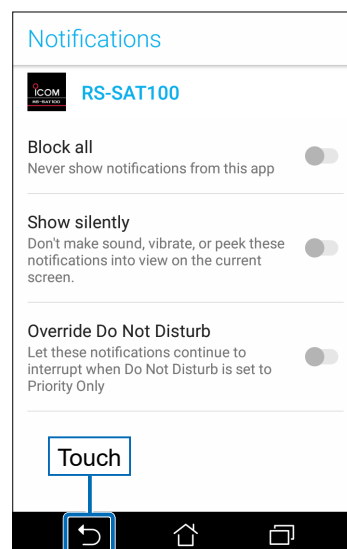 Notifications
ICOM
RS-SAT100
RS-SAT100
Block all
Never show notifications from this app
Show silently
Don't make sound, vibrate, or peek these
notifications into view on the current
screen.
Override Do Not Disturb
Let these notifications continue to
interrupt when Do Not Disturb is set to
Priority Only
Touch